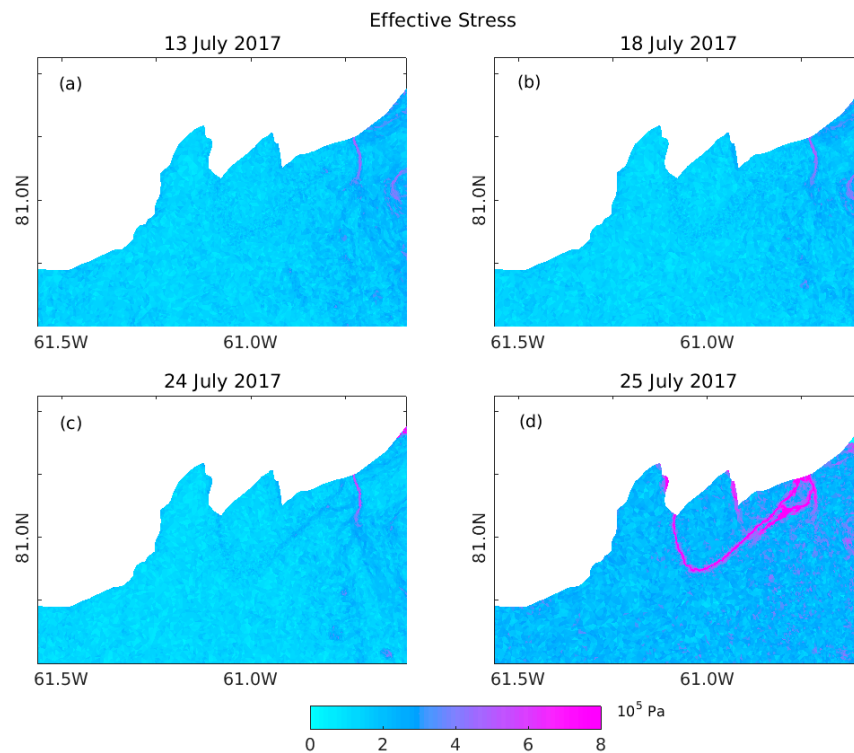 Effective Stress
13 July 2017
18 July 2017
(a)
(b)
81.0N
81.0N
61.5W 61.0W
61.5W 61.0W
24 July 2017
25 July 2017
(c)
(d)
81.0N
81.0N
61.5W 61.0W
61.5W 61.0W
10⁵ Pa
0 2 4 6 8